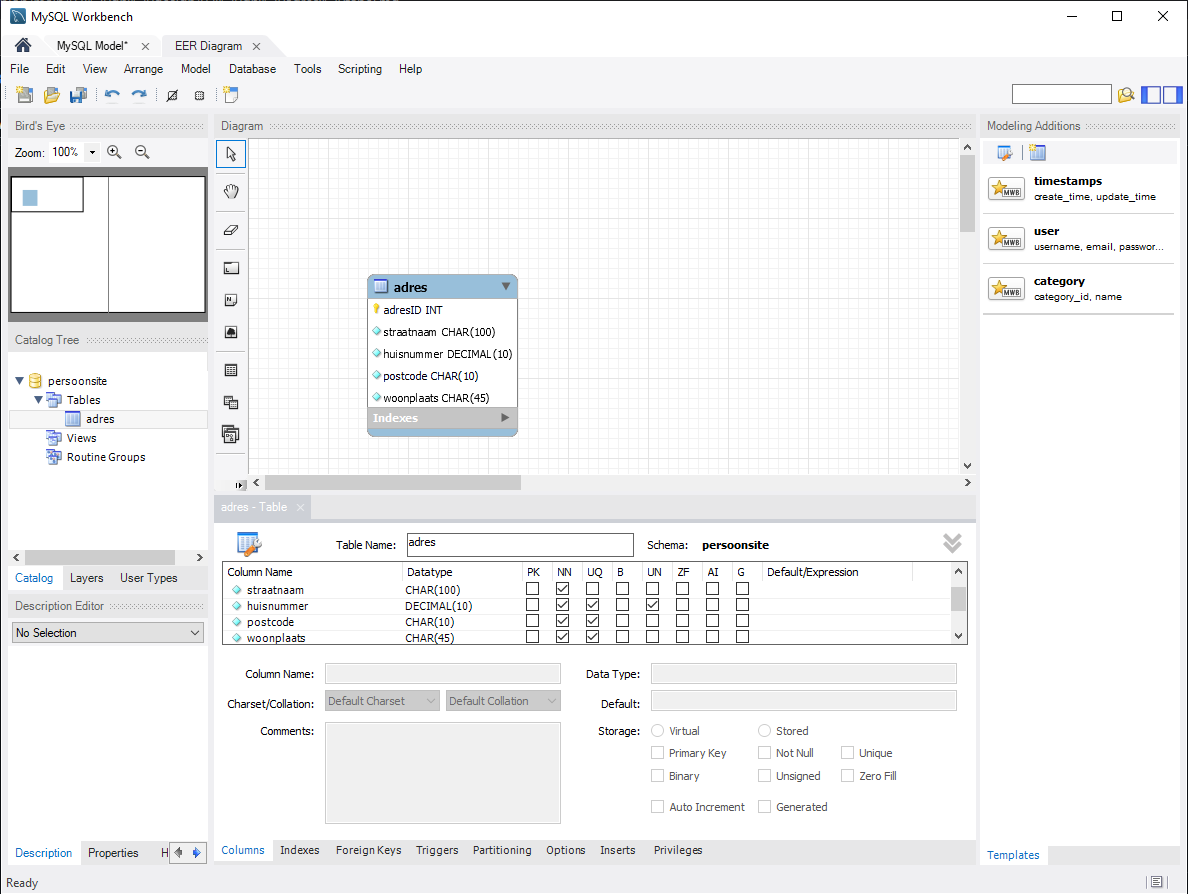 MySQL Workbench
MySQL Model* EER Diagram
File Edit View Arrange Model Database Tools Scripting Help
Bird's Eye
Zoom: 100%
Catalog Tree
persoonsite
Tables
adres
Views
Routine Groups
Catalog Layers User Types
Description Editor
No Selection
Description Properties H
Diagram
adres
adresID INT
straatnaam CHAR(100)
huisnummer DECIMAL(10)
postcode CHAR(10)
woonplaats CHAR(45)
Indexes
adres - Table
Table Name: adres Schema: persoonsite
Column Name Datatype PK NN UQ B UN ZF AI G Default/Expression
straatnaam CHAR(100)
huisnummer DECIMAL(10)
postcode CHAR(10)
woonplaats CHAR(45)
Column Name: Data Type:
Charset/Collation: Default Charset Default Collation Default:
Comments: Storage: Virtual Stored
Primary Key Not Null Unique
Binary Unsigned Zero Fill
Auto Increment Generated
Columns Indexes Foreign Keys Triggers Partitioning Options Inserts Privileges
Modeling Additions
MWB timestamps
create_time, update_time
MWB user
username, email, passwor...
MWB category
category_id, name
Templates
Ready